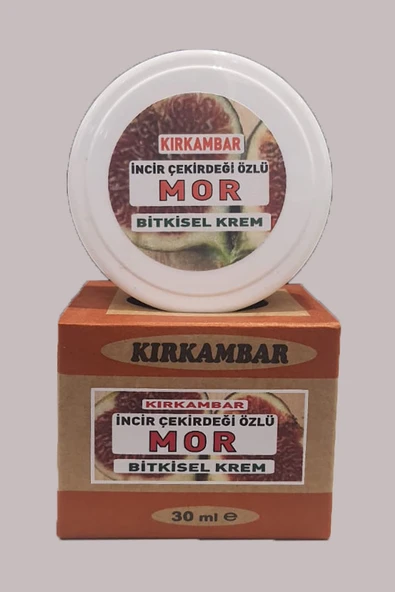 KIRKAMBAR
İNCİR ÇEKİRDEĞİ ÖZLÜ
MOR
BİTKİSEL KREM
KIRKAMBAR
KIRKAMBAR
İNCİR ÇEKİRDEĞİ ÖZLÜ
MOR
BİTKİSEL KREM
30 ml ℮